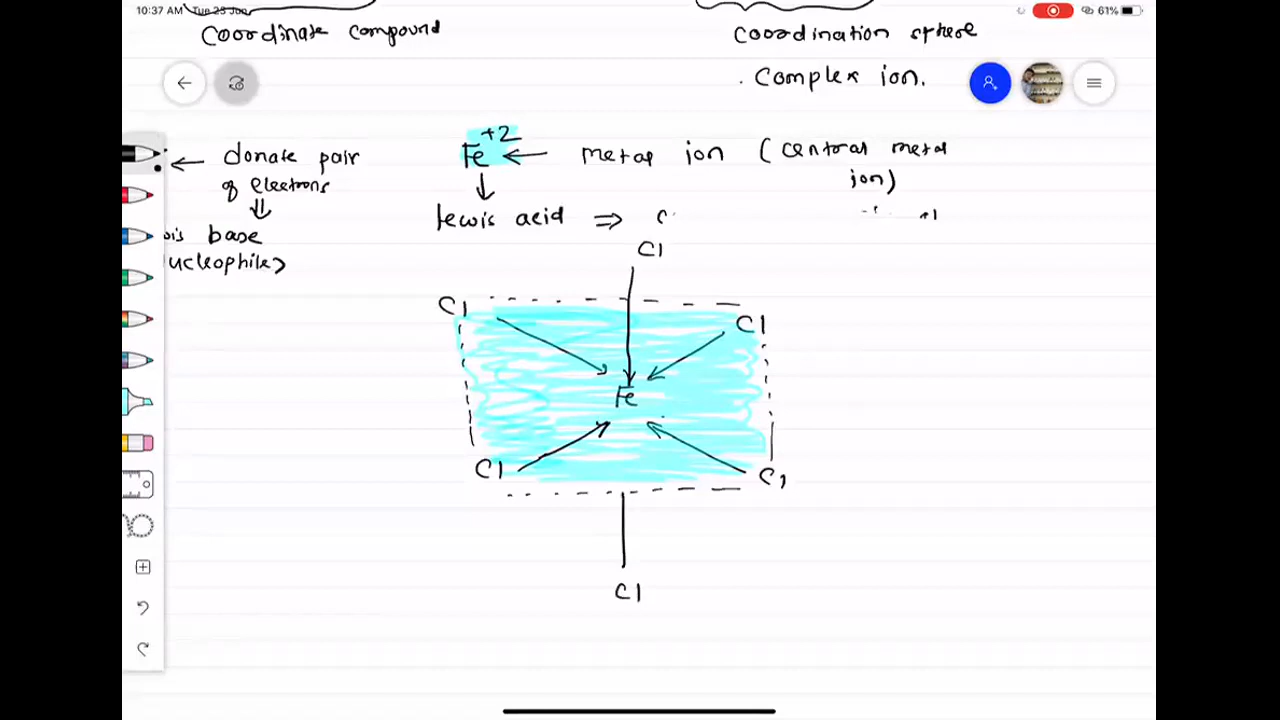 10:37 AM Tue 23 Jun
61%
coordinate compound
coordination sphere
. Complex ion.
donate pair
of electrons
base
ucleophile>
Fe +2
metal ion (central metal
ion)
lewis acid ⇒
Cl
Cl
Cl
Fe
Cl
Cl
Cl